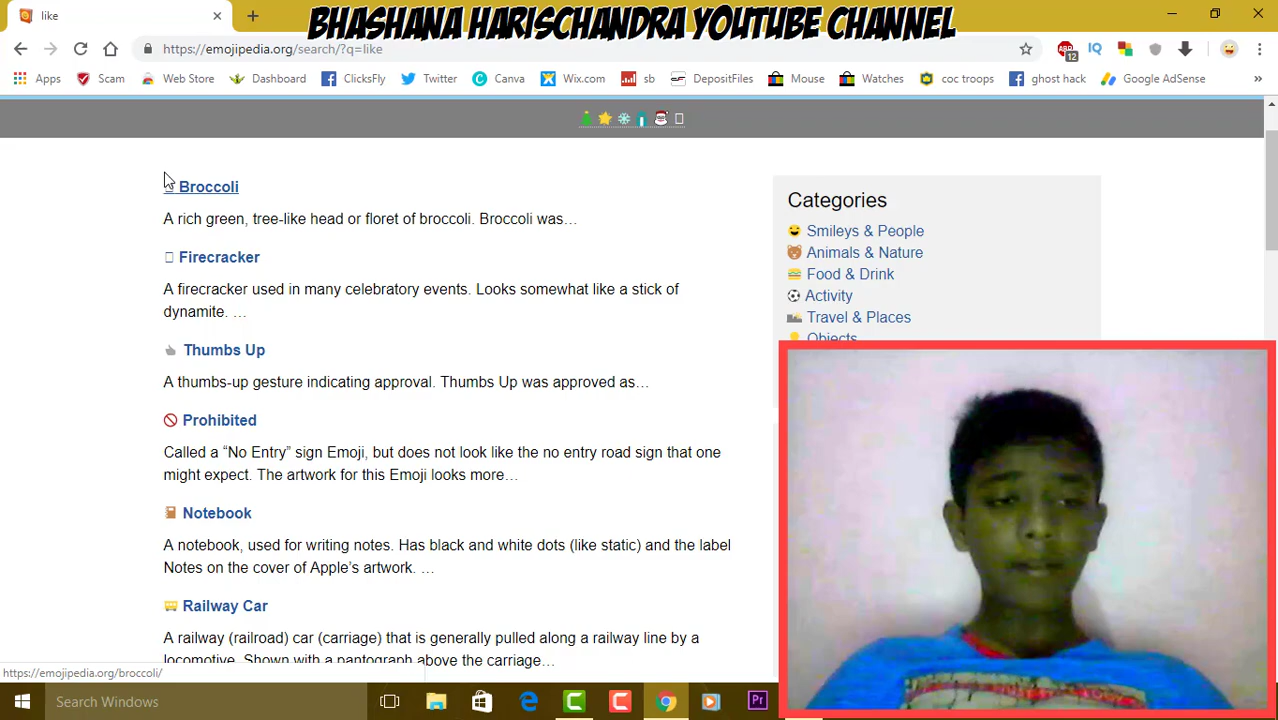 like
BHASHANA HARISCHANDRA YOUTUBE CHANNEL
https://emojipedia.org/search/?q=like
Apps Scam Web Store Dashboard ClicksFly Twitter Canva Wix.com sb DepotFiles Mouse Watches coc troops ghost hack Google AdSense »
ABP 12 IQ
Broccoli
A rich green, tree-like head or floret of broccoli. Broccoli was…
Firecracker
A firecracker used in many celebratory events. Looks somewhat like a stick of
dynamite. …
Thumbs Up
A thumbs-up gesture indicating approval. Thumbs Up was approved as…
Prohibited
Called a “No Entry” sign Emoji, but does not look like the no entry road sign that one
might expect. The artwork for this Emoji looks more…
Notebook
A notebook, used for writing notes. Has black and white dots (like static) and the label
Notes on the cover of Apple’s artwork. …
Railway Car
A railway (railroad) car (carriage) that is generally pulled along a railway line by a
locomotive. Shown with a pantograph above the carriage…
Categories
Smileys & People
Animals & Nature
Food & Drink
Activity
Travel & Places
Objects
https://emojipedia.org/broccoli/
Search Windows
Pr